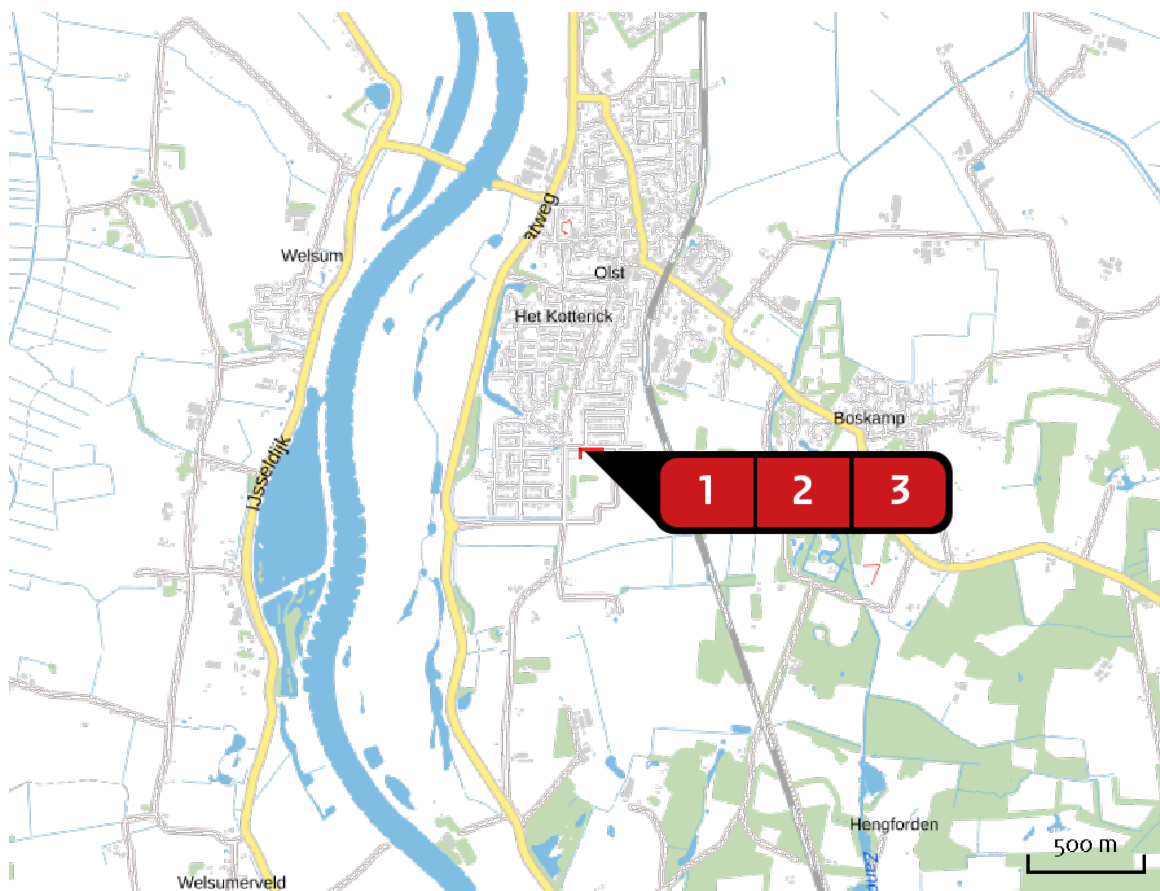 atweg
Welsum
Olst
Het Kotterick
Boskamp
IJsseldijk
1 2 3
Hengforden
500 m
Welsumerveld